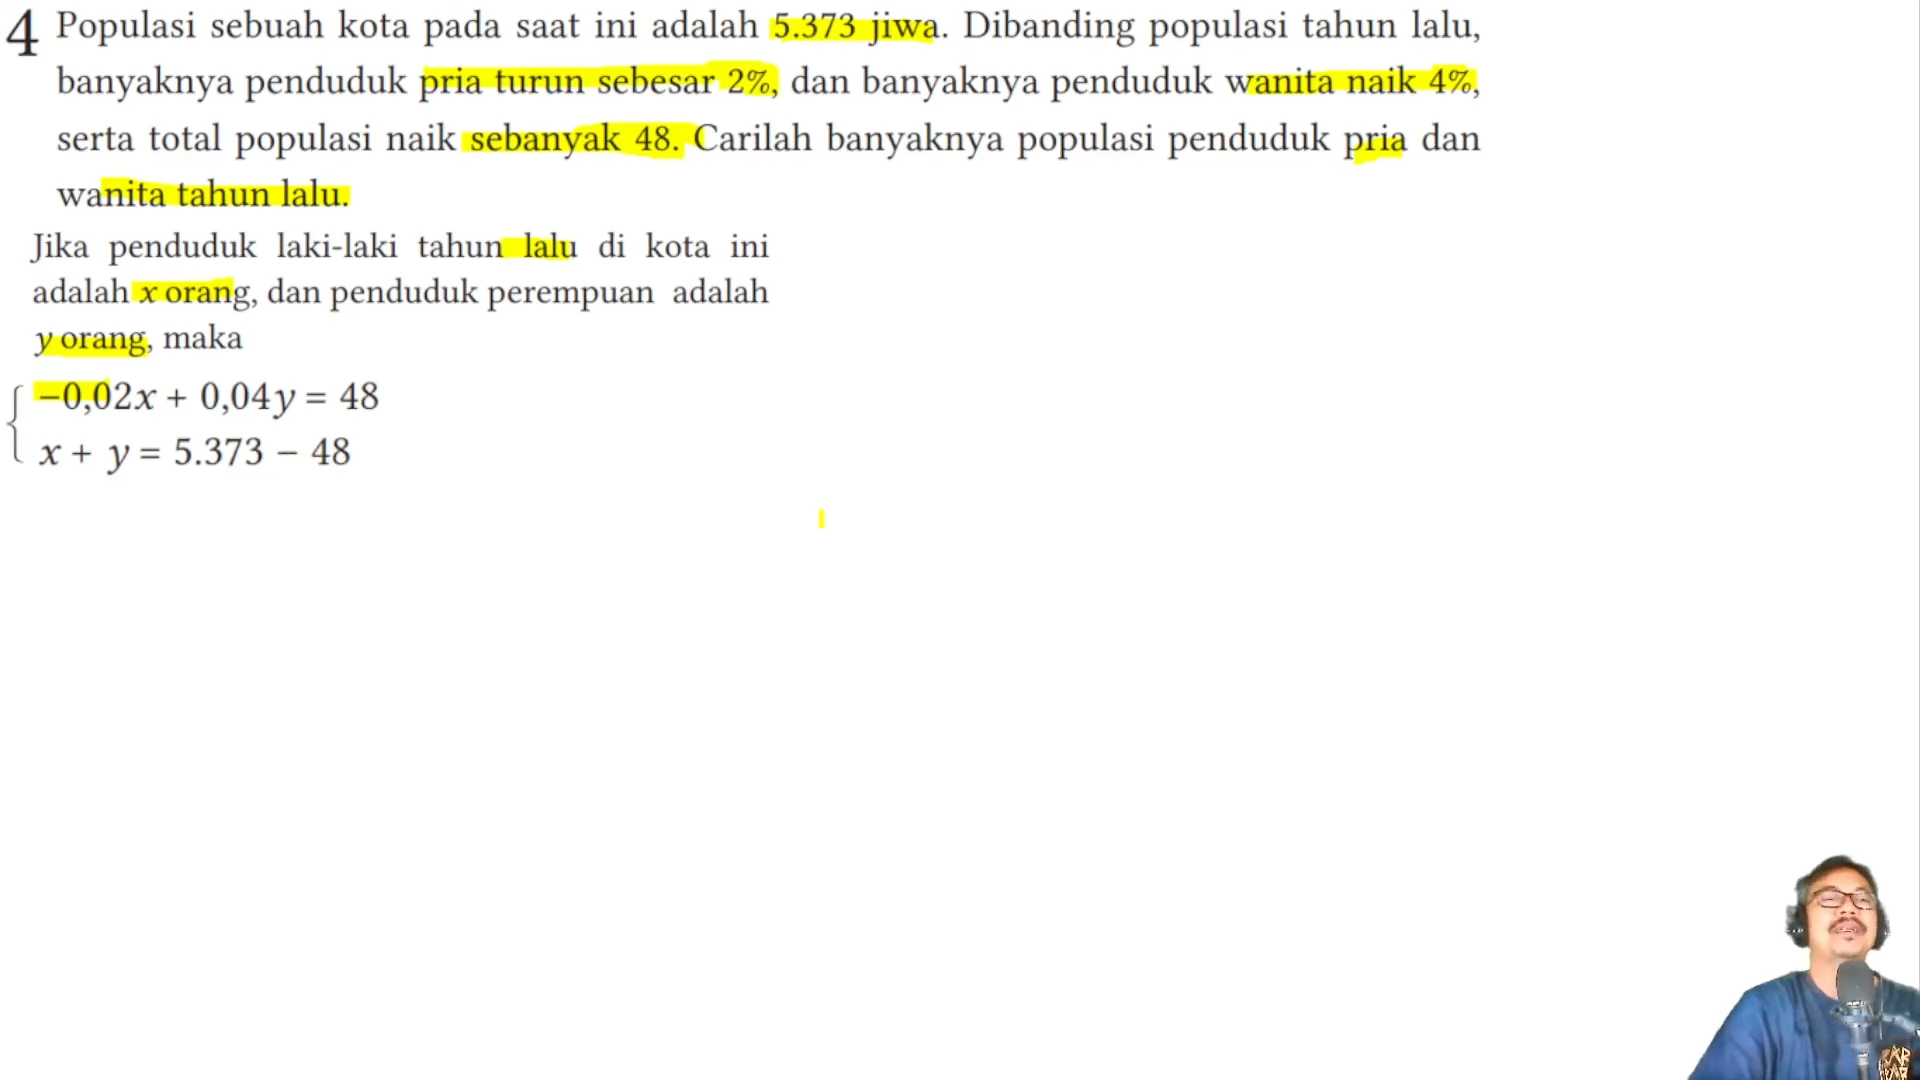 4 Populasi sebuah kota pada saat ini adalah 5.373 jiwa. Dibanding populasi tahun lalu,
banyaknya penduduk pria turun sebesar 2%, dan banyaknya penduduk wanita naik 4%,
serta total populasi naik sebanyak 48. Carilah banyaknya populasi penduduk pria dan
wanita tahun lalu.
Jika penduduk laki-laki tahun lalu di kota ini
adalah x orang, dan penduduk perempuan adalah
y orang, maka
−0,02x + 0,04y = 48
x + y = 5.373 − 48